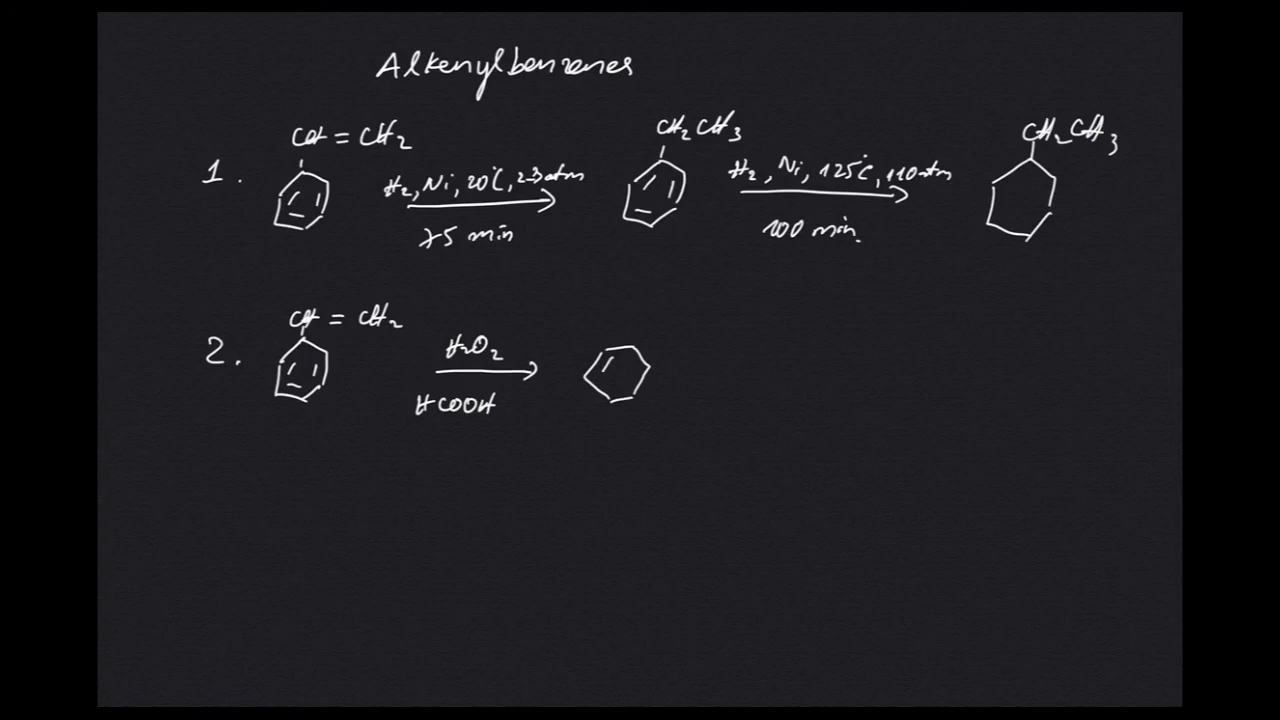 Alkenylbenzenes
CH = CH₂ CH₂CH₃ CH₂CH₃
1. H₂, Ni, 20°C, 2-3 atm H₂, Ni, 125°C, 110 atm
75 min 100 min.
CH = CH₂
2. H₂O₂
HCOOH